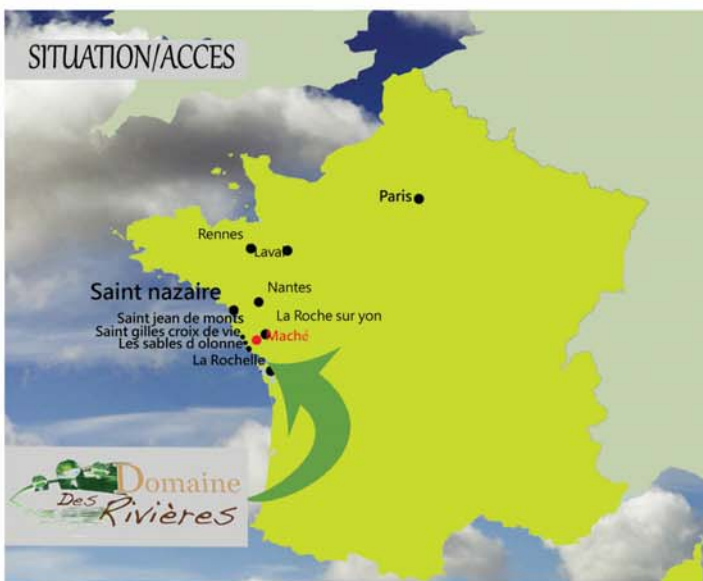 SITUATION/ACCES
Paris
Rennes
Laval
Nantes
Saint nazaire
La Roche sur yon
Saint jean de monts
Saint gilles croix de vie
Maché
Les sables d olonne
La Rochelle
Domaine
Des
Rivières